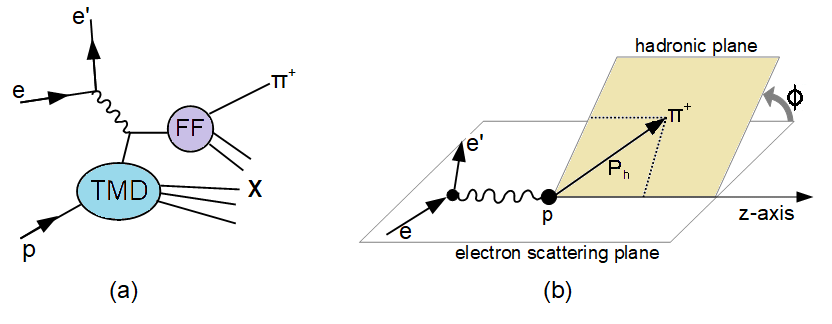 e'
e
π+
FF
TMD
X
p
(a)
hadronic plane
ϕ
π+
e'
Ph
p
z-axis
e
electron scattering plane
(b)